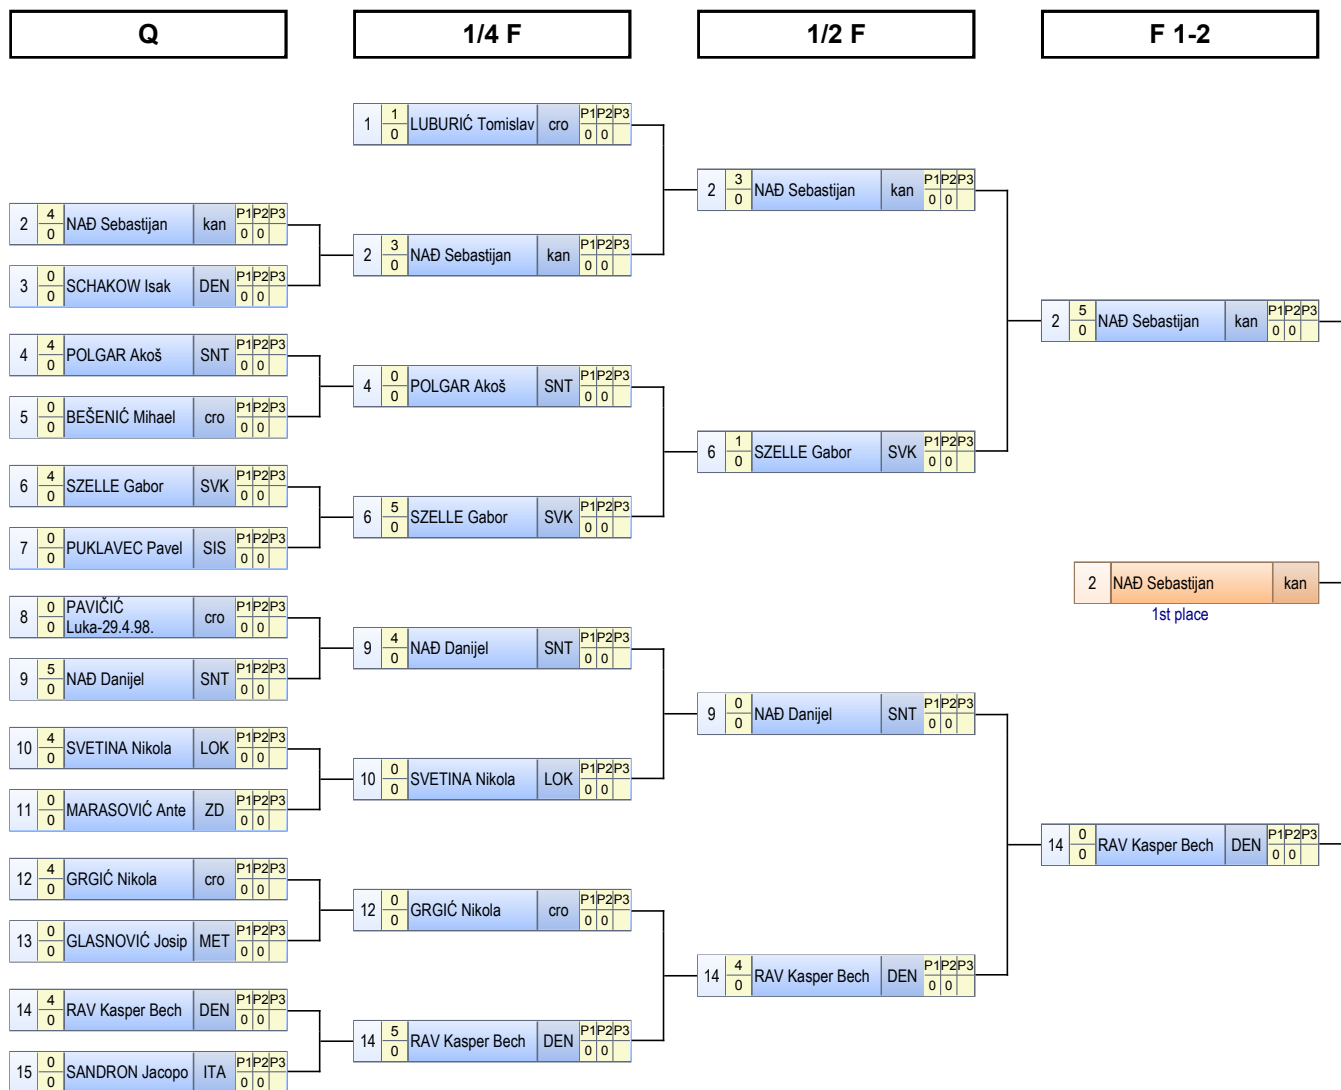 Q
1/4 F
1/2 F
F 1-2
1 1 0 LUBURIĆ Tomislav cro P1 P2 P3 0 0
2 3 0 NAĐ Sebastijan kan P1 P2 P3 0 0
2 4 0 NAĐ Sebastijan kan P1 P2 P3 0 0
2 3 0 NAĐ Sebastijan kan P1 P2 P3 0 0
3 0 0 SCHAKOW Isak DEN P1 P2 P3 0 0
2 5 0 NAĐ Sebastijan kan P1 P2 P3 0 0
4 4 0 POLGAR Akoš SNT P1 P2 P3 0 0
4 0 0 POLGAR Akoš SNT P1 P2 P3 0 0
5 0 0 BEŠENIĆ Mihael cro P1 P2 P3 0 0
6 1 0 SZELLE Gabor SVK P1 P2 P3 0 0
6 4 0 SZELLE Gabor SVK P1 P2 P3 0 0
6 5 0 SZELLE Gabor SVK P1 P2 P3 0 0
7 0 0 PUKLAVEC Pavel SIS P1 P2 P3 0 0
2 NAĐ Sebastijan kan
1st place
8 0 0 PAVIČIĆ
Luka-29.4.98. cro P1 P2 P3 0 0
9 4 0 NAĐ Danijel SNT P1 P2 P3 0 0
9 5 0 NAĐ Danijel SNT P1 P2 P3 0 0
9 0 0 NAĐ Danijel SNT P1 P2 P3 0 0
10 4 0 SVETINA Nikola LOK P1 P2 P3 0 0
10 0 0 SVETINA Nikola LOK P1 P2 P3 0 0
11 0 0 MARASOVIĆ Ante ZD P1 P2 P3 0 0
14 0 0 RAV Kasper Bech DEN P1 P2 P3 0 0
12 4 0 GRGIĆ Nikola cro P1 P2 P3 0 0
12 0 0 GRGIĆ Nikola cro P1 P2 P3 0 0
13 0 0 GLASNOVIĆ Josip MET P1 P2 P3 0 0
14 4 0 RAV Kasper Bech DEN P1 P2 P3 0 0
14 4 0 RAV Kasper Bech DEN P1 P2 P3 0 0
14 5 0 RAV Kasper Bech DEN P1 P2 P3 0 0
15 0 0 SANDRON Jacopo ITA P1 P2 P3 0 0